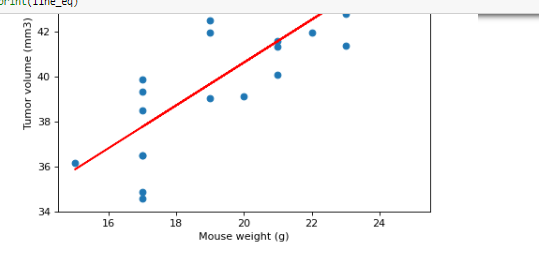 print(line_eq)
Tumor volume (mm3)
42
40
38
36
34
16 18 20 22 24
Mouse weight (g)